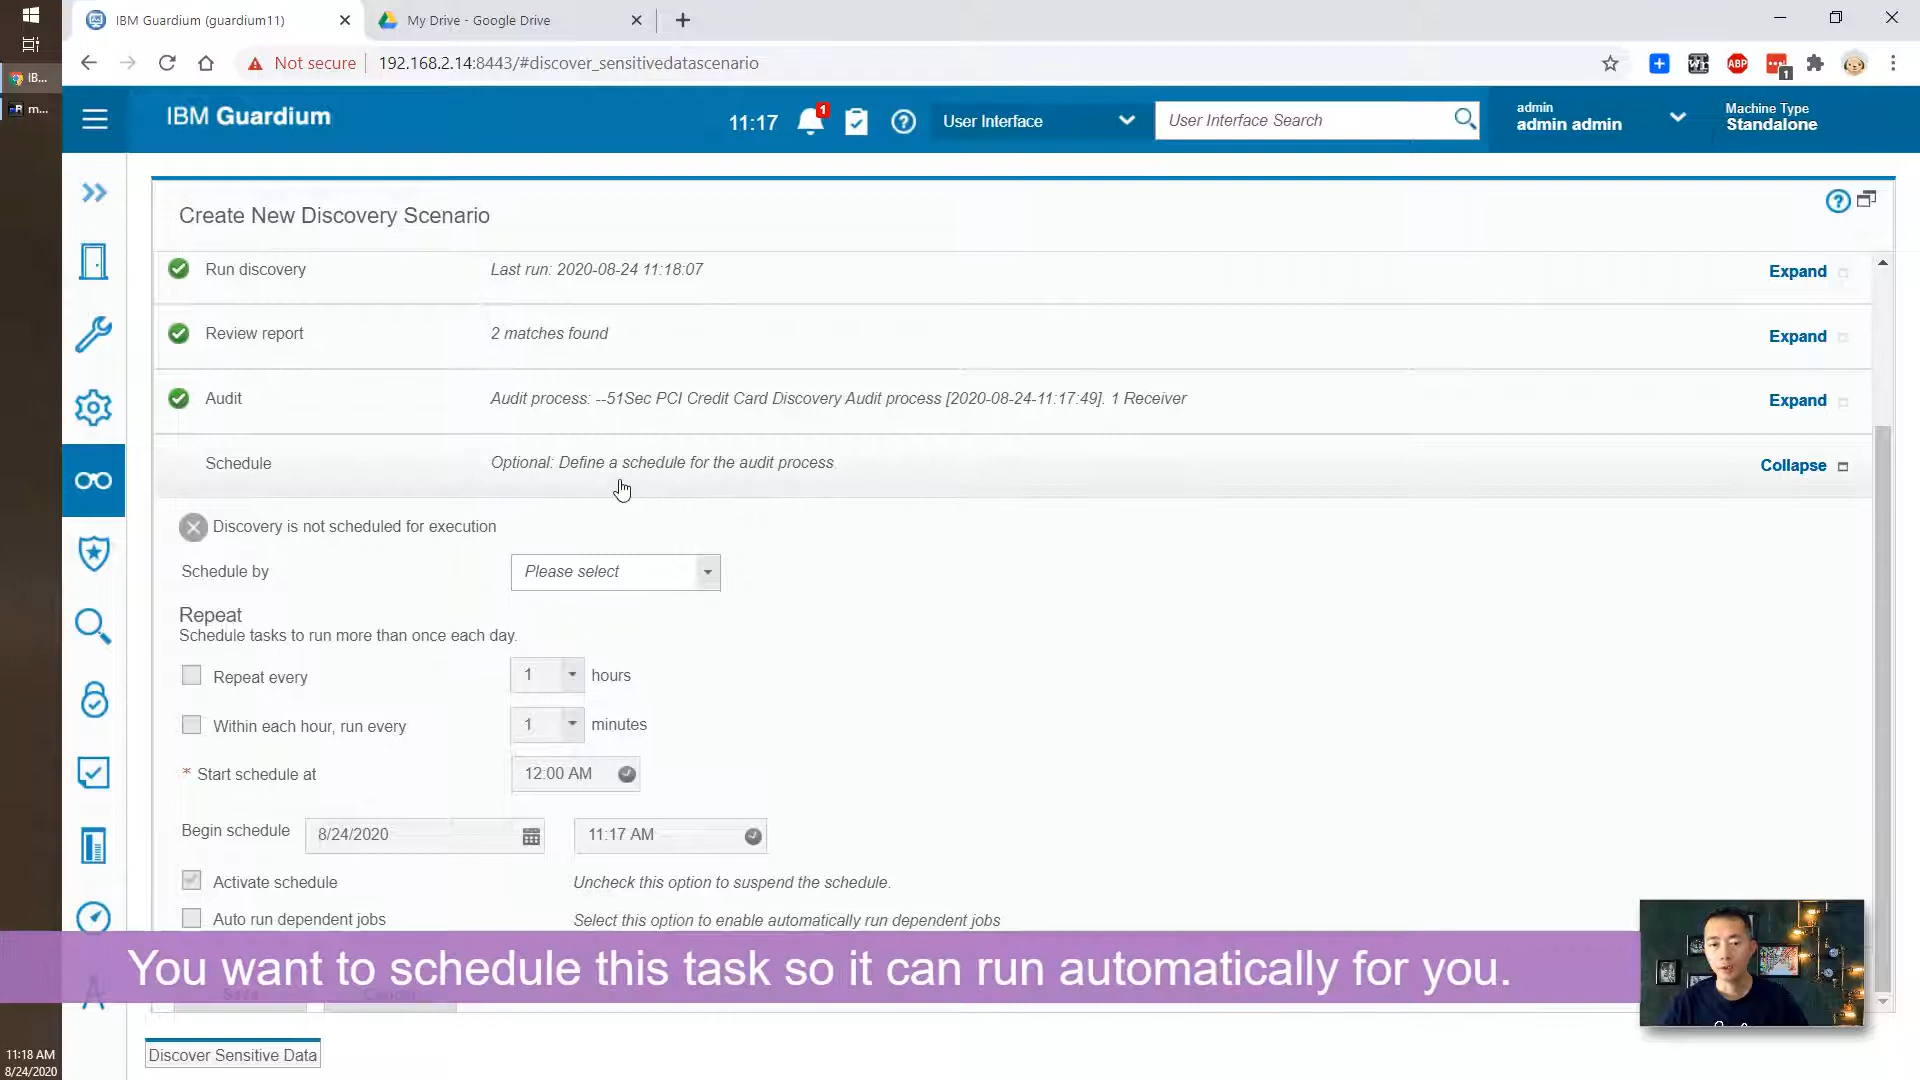 IBM Guardium (guardium11)
My Drive - Google Drive
IB...
m...
Not secure
192.168.2.14:8443/#discover_sensitivedatascenario
ABP
1
IBM Guardium
11:17
1
User Interface
User Interface Search
admin
admin admin
Machine Type
Standalone
Create New Discovery Scenario
Run discovery
Last run: 2020-08-24 11:18:07
Expand
Review report
2 matches found
Expand
Audit
Audit process: --51Sec PCI Credit Card Discovery Audit process [2020-08-24-11:17:49]. 1 Receiver
Expand
Schedule
Optional: Define a schedule for the audit process
Collapse
Discovery is not scheduled for execution
Schedule by
Please select
Repeat
Schedule tasks to run more than once each day.
Repeat every
1
hours
Within each hour, run every
1
minutes
* Start schedule at
12:00 AM
Begin schedule
8/24/2020
11:17 AM
Activate schedule
Uncheck this option to suspend the schedule.
Auto run dependent jobs
Select this option to enable automatically run dependent jobs
You want to schedule this task so it can run automatically for you.
Discover Sensitive Data
11:18 AM
8/24/2020